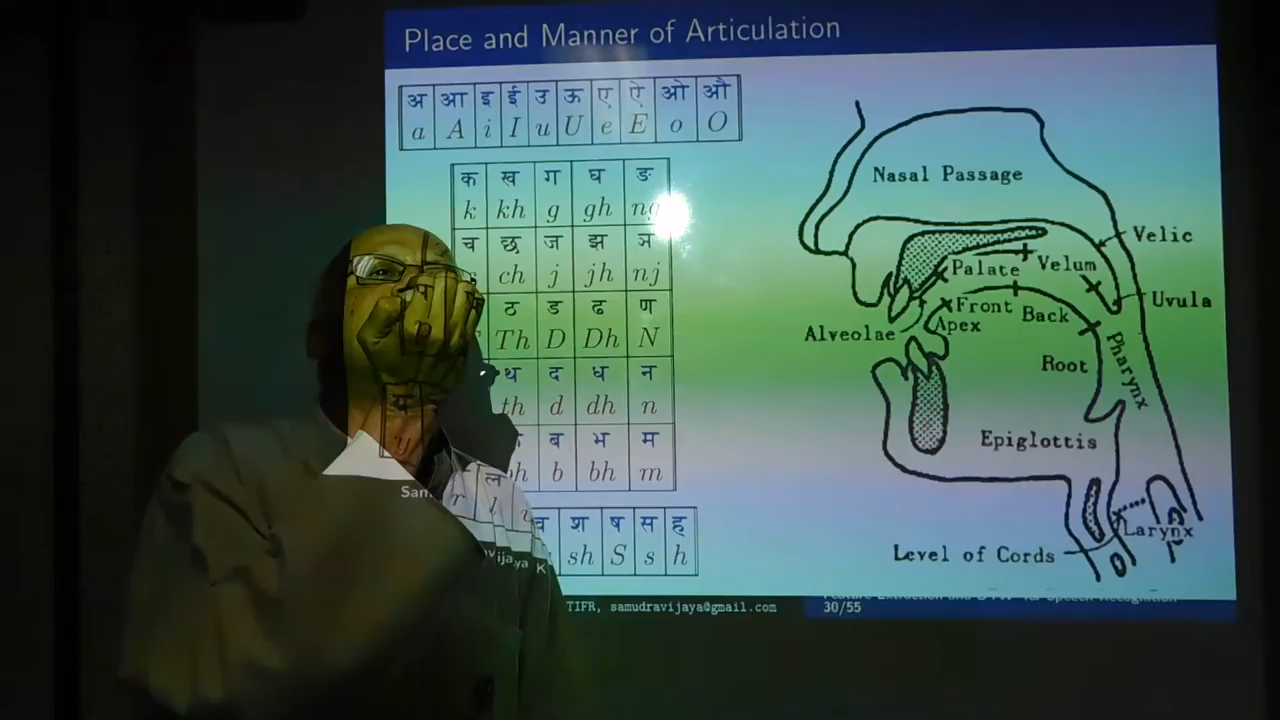 Place and Manner of Articulation
अ आ इ ई उ ऊ ए ऐ ओ औ
a A i I u U e E o O
क ख ग घ ङ
k kh g gh ng
च छ ज झ ञ
ch j jh nj
ठ ड ढ ण
Th D Dh N
थ द ध न
th d dh n
ब भ म
b bh m
ल व श ष स ह
r l sh S s h
Nasal Passage
Velic
Palate Velum
Uvula
Front
Alveolae Apex Back
Root
Pharynx
Epiglottis
Larynx
Level of Cords
TIFR, samudravijaya@gmail.com
30/55